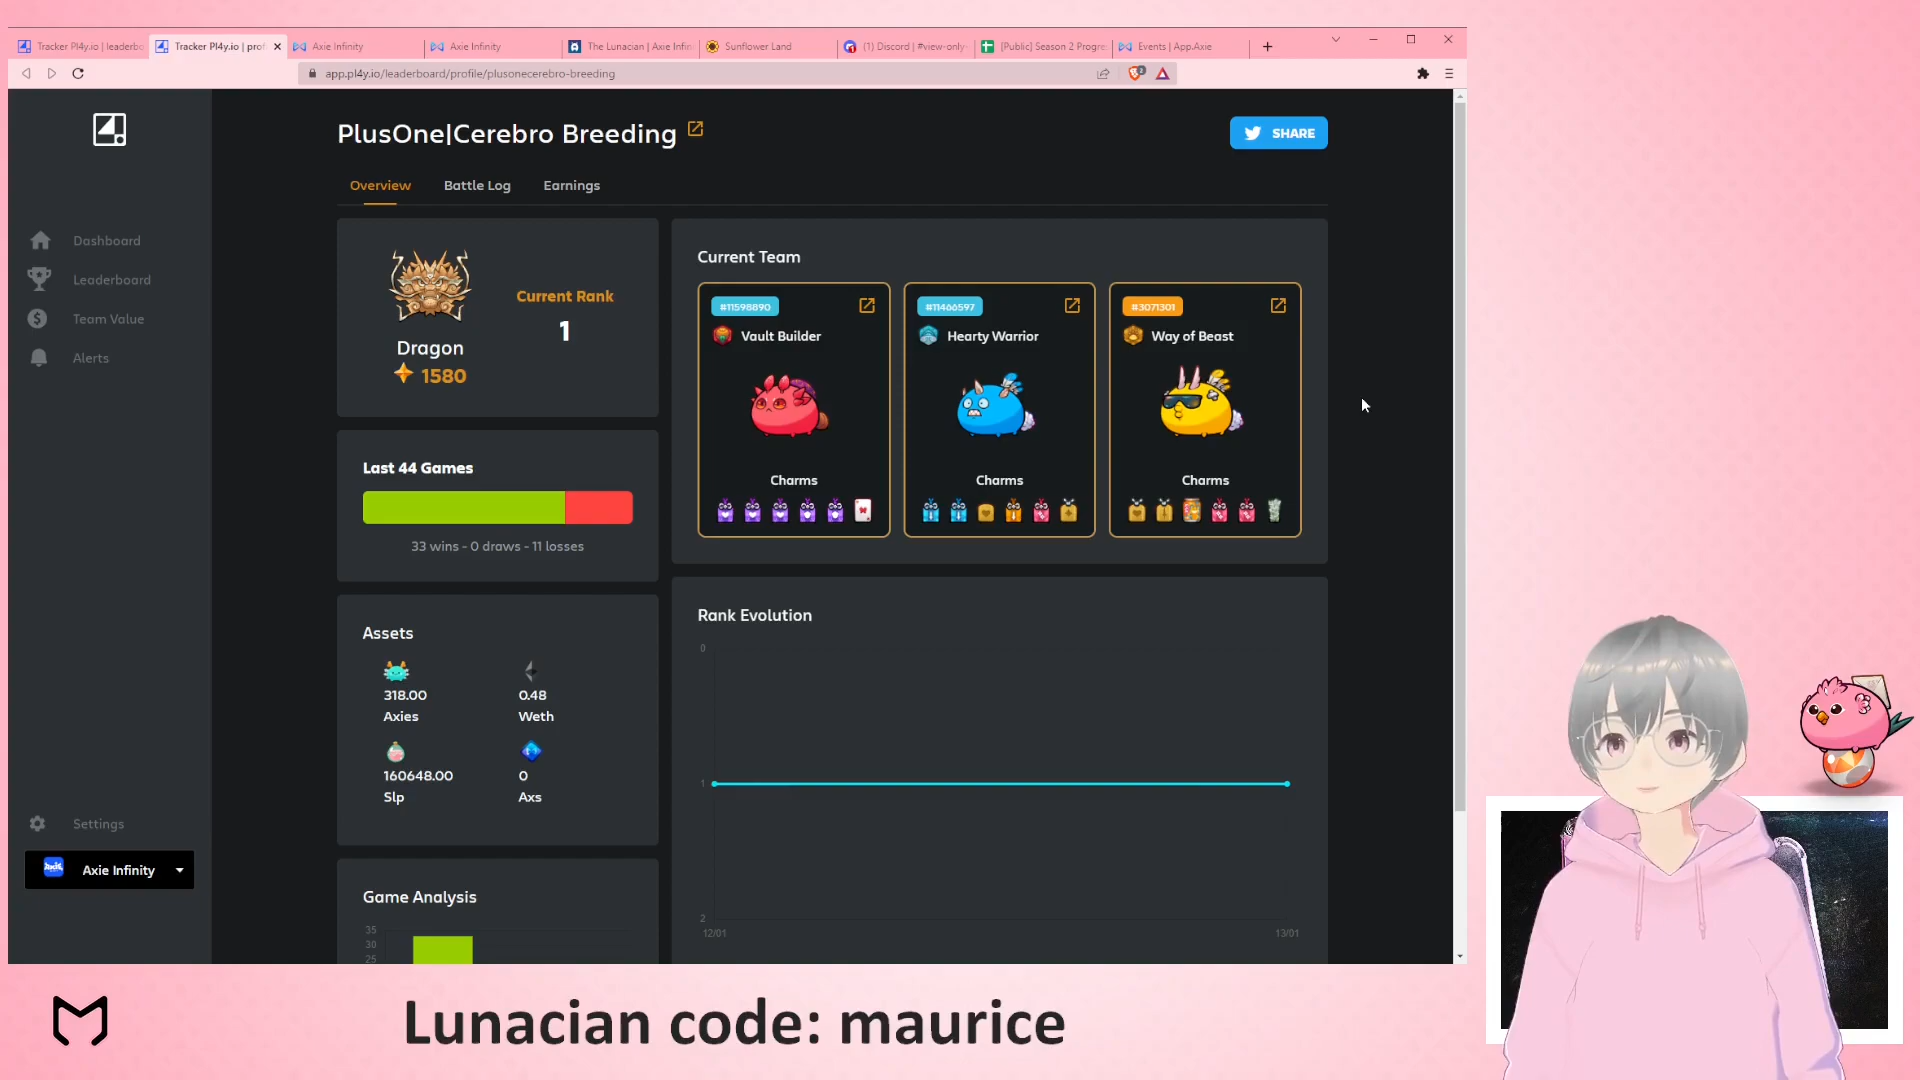 Tracker Pl4y.io | leaderbo
Tracker Pl4y.io | prof
Axie Infinity
Axie Infinity
The Lunacian | Axie Infin
Sunflower Land
(1) Discord | #view-only-
[Public] Season 2 Progre
Events | App.Axie
app.pl4y.io/leaderboard/profile/plusonecerebro-breeding
PlusOne|Cerebro Breeding
SHARE
Overview
Battle Log
Earnings
Dashboard
Leaderboard
Team Value
Alerts
Settings
Axie Infinity
Current Rank
1
Dragon
1580
Last 44 Games
33 wins - 0 draws - 11 losses
Assets
318.00
Axies
0.48
Weth
160648.00
Slp
0
Axs
Game Analysis
35
30
25
Current Team
#11598890
Vault Builder
Charms
#11466597
Hearty Warrior
Charms
#3071301
Way of Beast
Charms
Rank Evolution
0
1
2
12/01
13/01
Lunacian code: maurice